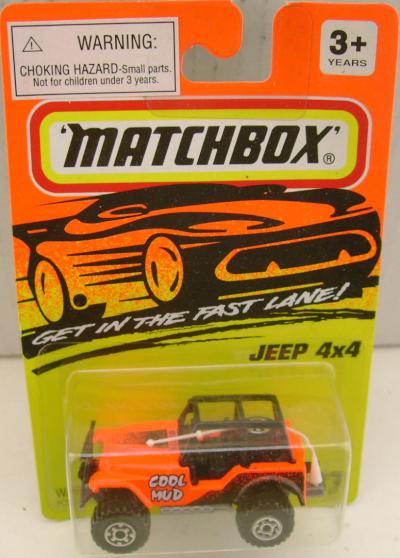 WARNING:
CHOKING HAZARD-Small parts.
Not for children under 3 years.
3+
YEARS
'MATCHBOX'®
GET IN THE FAST LANE!
JEEP 4x4
COOL
MUD